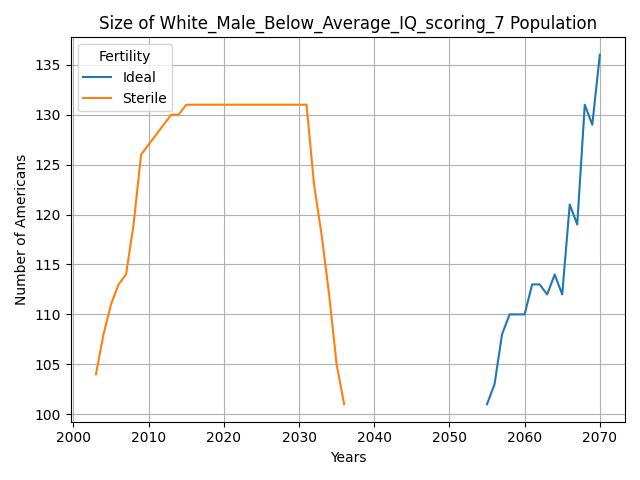 Size of White_Male_Below_Average_IQ_scoring_7 Population
Fertility
Ideal
Sterile
Number of Americans
135
130
125
120
115
110
105
100
2000 2010 2020 2030 2040 2050 2060 2070
Years